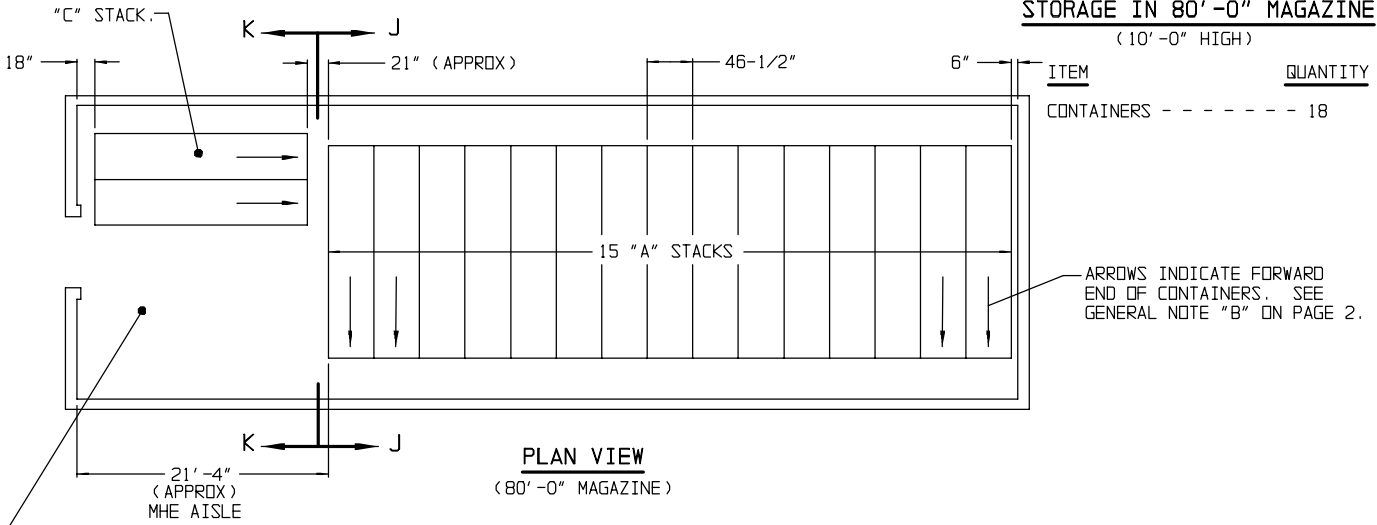 "C" STACK.
K
J
STORAGE IN 80'-0" MAGAZINE
(10'-0" HIGH)
18"
21" (APPROX)
46-1/2"
6"
ITEM
QUANTITY
CONTAINERS - - - - - - - 18
15 "A" STACKS
ARROWS INDICATE FORWARD
END OF CONTAINERS. SEE
GENERAL NOTE "B" ON PAGE 2.
K
J
21'-4"
(APPROX)
MHE AISLE
PLAN VIEW
(80'-0" MAGAZINE)